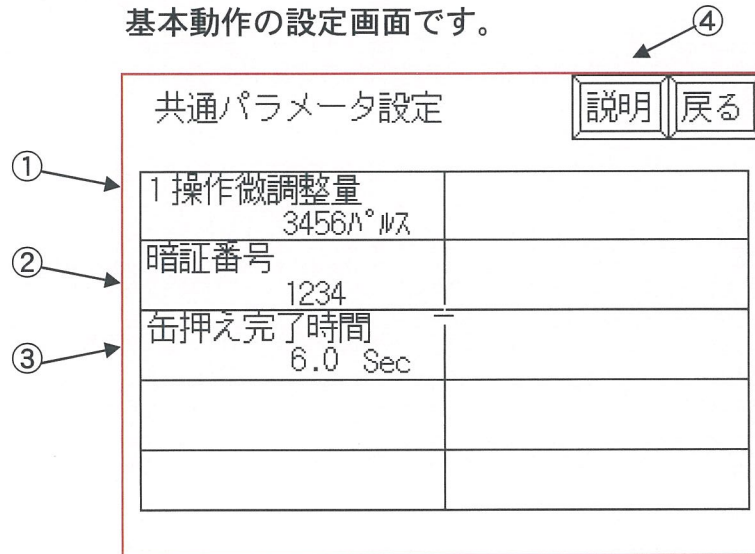 基本動作の設定画面です。
④
共通パラメータ設定
説明
戻る
①
1 操作微調整量
3456ﾊﾟﾙｽ
②
暗証番号
1234
③
缶押え完了時間
6.0 Sec